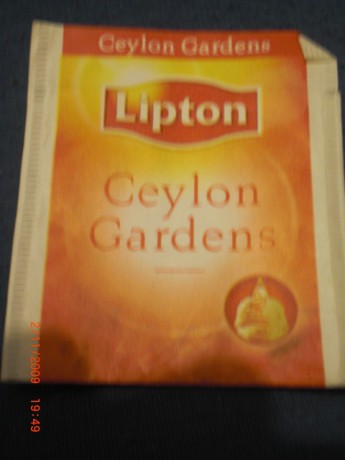 Ceylon Gardens
Lipton
Ceylon
Gardens
2/11/2009 19:49